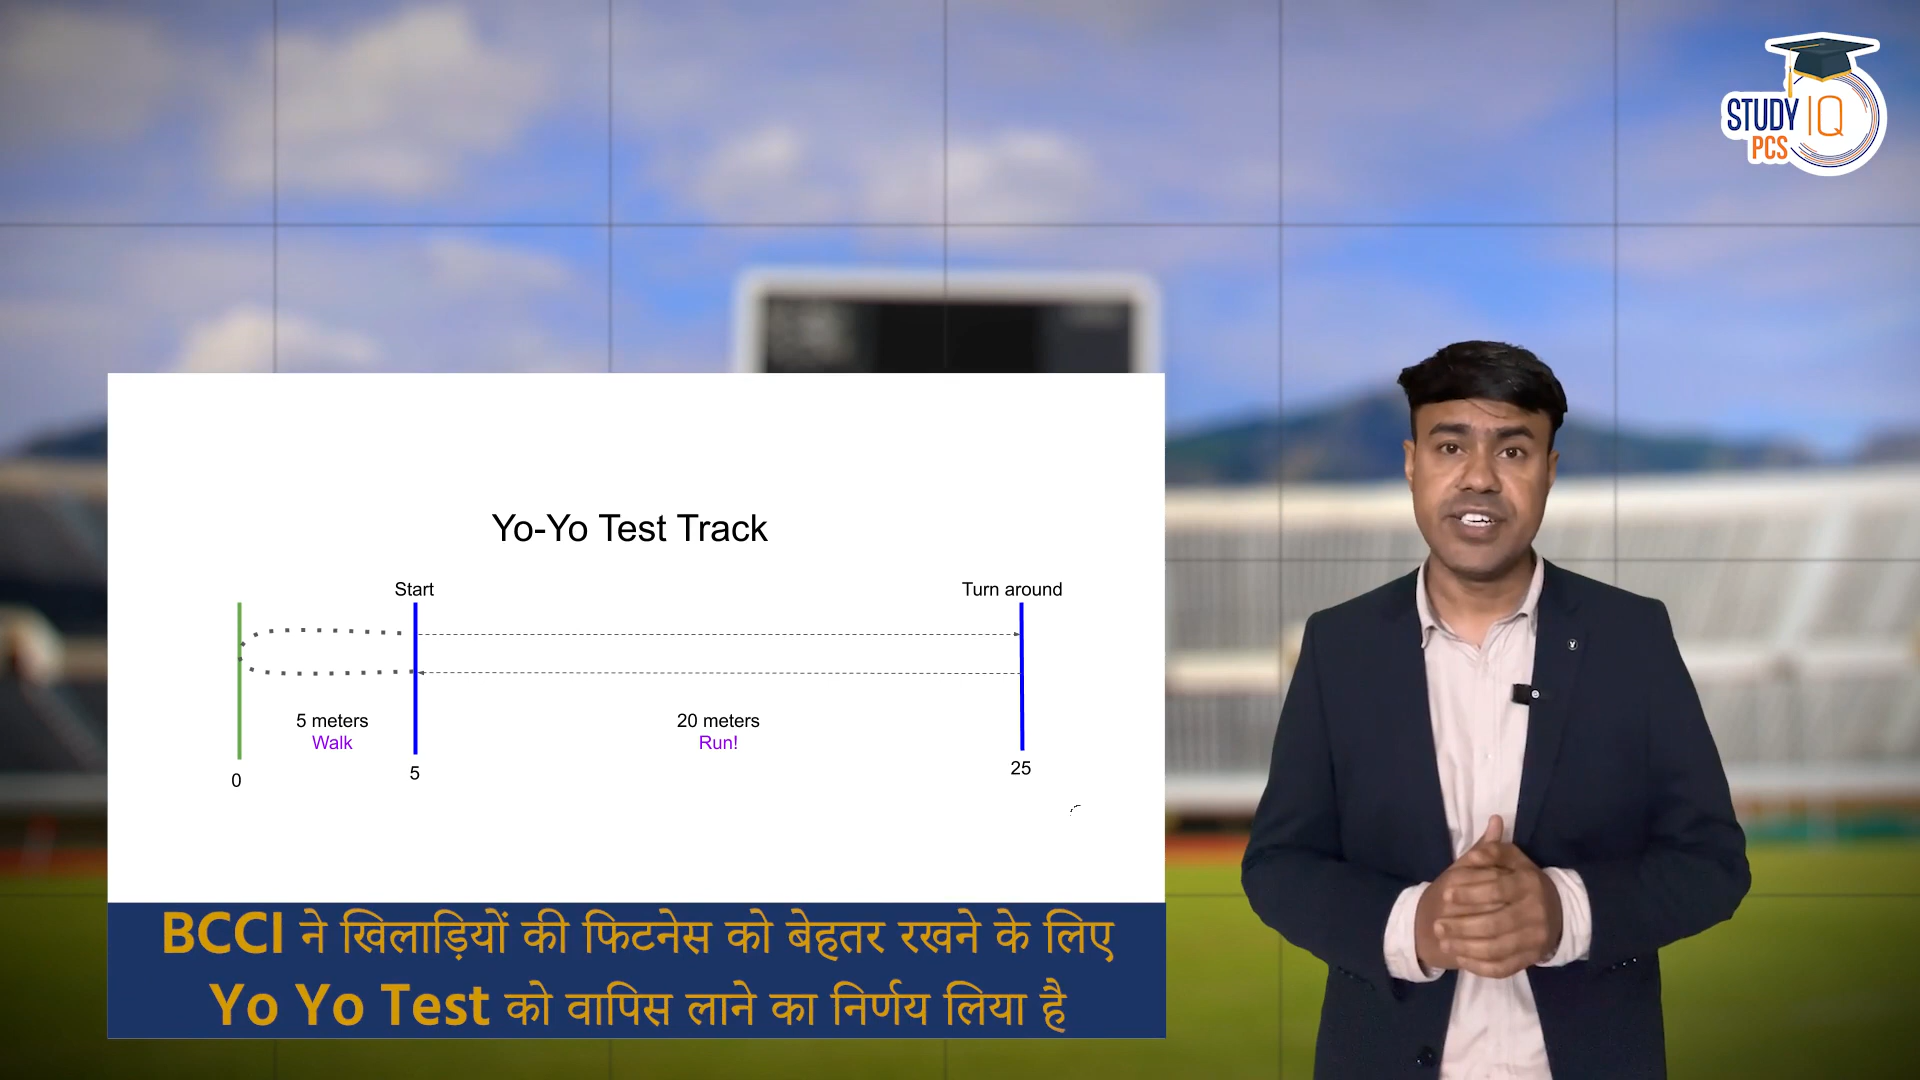 STUDY IQ
PCS
Yo-Yo Test Track
Start
Turn around
5 meters
Walk
20 meters
Run!
0
5
25
BCCI ने खिलाड़ियों की फिटनेस को बेहतर रखने के लिए
Yo Yo Test को वापिस लाने का निर्णय लिया है